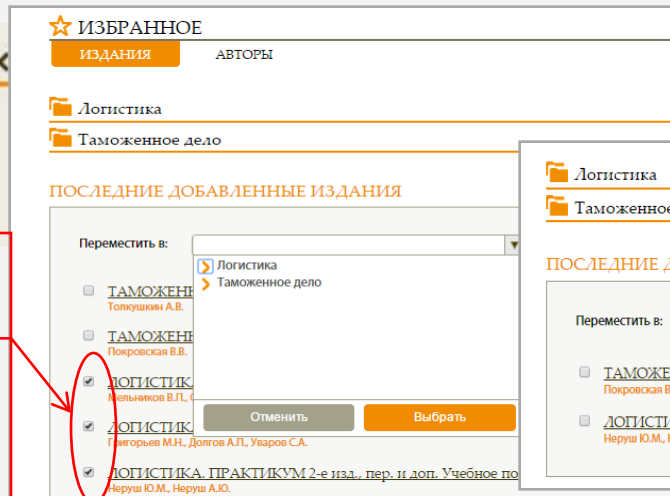 ИЗБРАННОЕ
ИЗДАНИЯ АВТОРЫ
Логистика
Таможенное дело
ПОСЛЕДНИЕ ДОБАВЛЕННЫЕ ИЗДАНИЯ
Переместить в:
Логистика
Таможенное дело
ТАМОЖЕНН
Толкушкин А.В.
ТАМОЖЕНН
Покровская В.В.
ЛОГИСТИКА
Мельников В.П.,
ЛОГИСТИКА
Григорьев М.Н., Долгов А.П., Уваров С.А.
ЛОГИСТИКА. ПРАКТИКУМ 2-е изд., пер. и доп. Учебное по
Неруш Ю.М., Неруш А.Ю.
Отменить Выбрать
Логистика
Таможенное
ПОСЛЕДНИЕ Д
Переместить в:
ТАМОЖЕ
Покровская В
ЛОГИСТИ
Неруш Ю.М.,